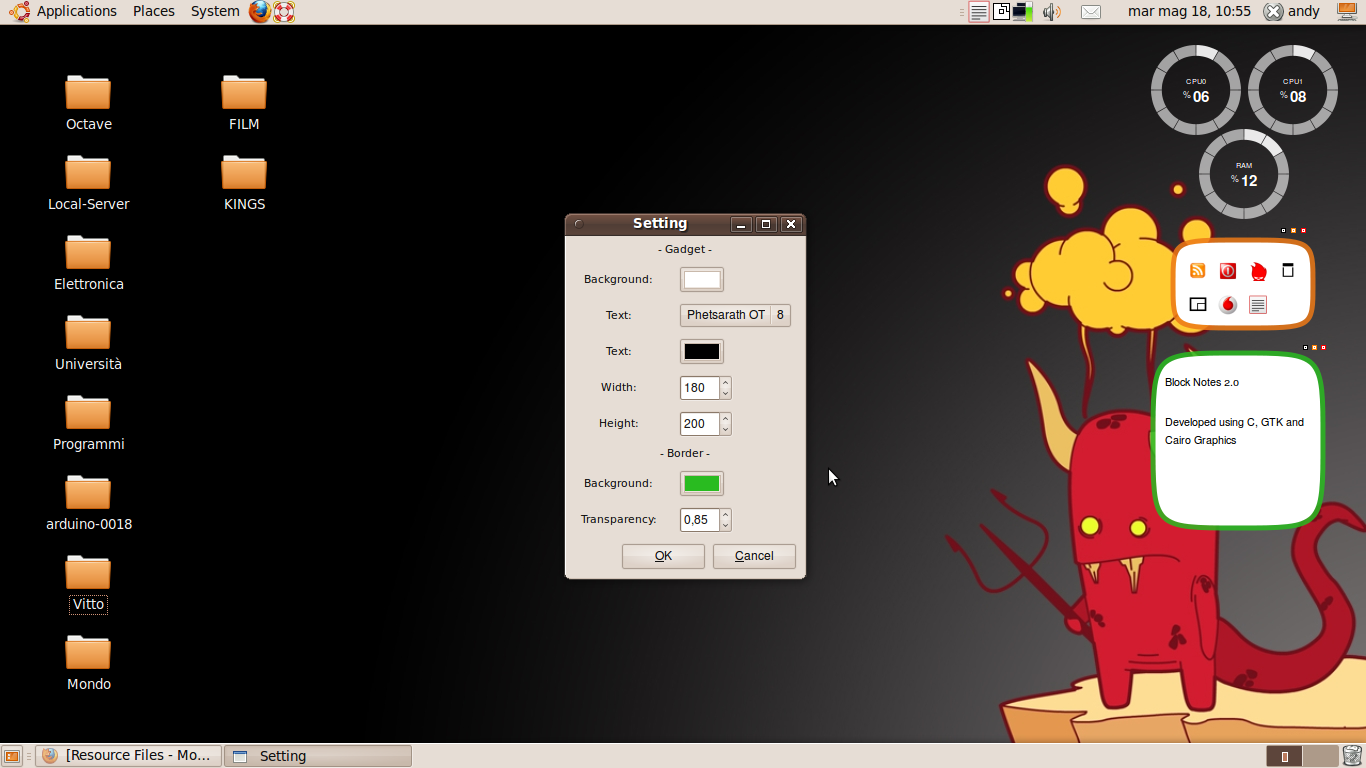 Applications Places System
mar mag 18, 10:55 andy
Octave
FILM
Local-Server
KINGS
Elettronica
Università
Programmi
arduino-0018
Vitto
Mondo
Setting
- Gadget -
Background:
Text: Phetsarath OT 8
Text:
Width: 180
Height: 200
- Border -
Background:
Transparency: 0,85
OK Cancel
CPU0
% 06
CPU1
% 08
RAM
% 12
Block Notes 2.0
Developed using C, GTK and
Cairo Graphics
[Resource Files - Mo... Setting